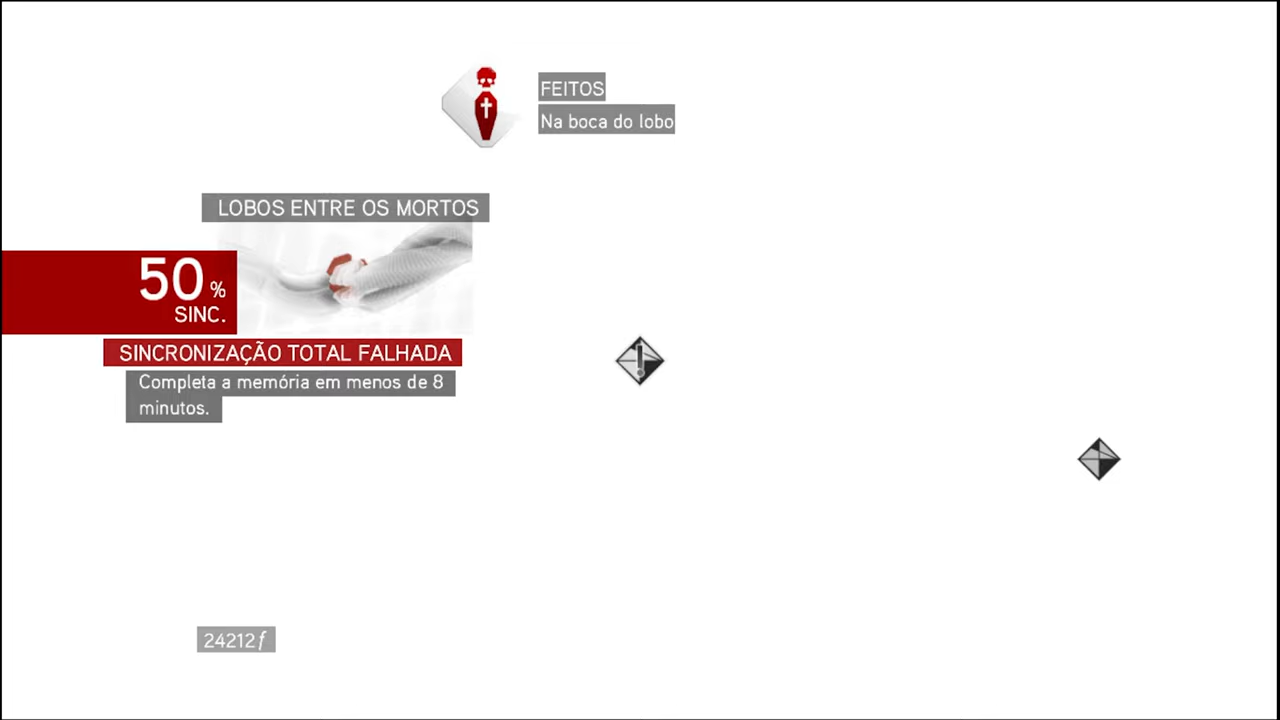 FEITOS
Na boca do lobo
LOBOS ENTRE OS MORTOS
50 %
SINC.
SINCRONIZAÇÃO TOTAL FALHADA
Completa a memória em menos de 8
minutos.
24212ƒ